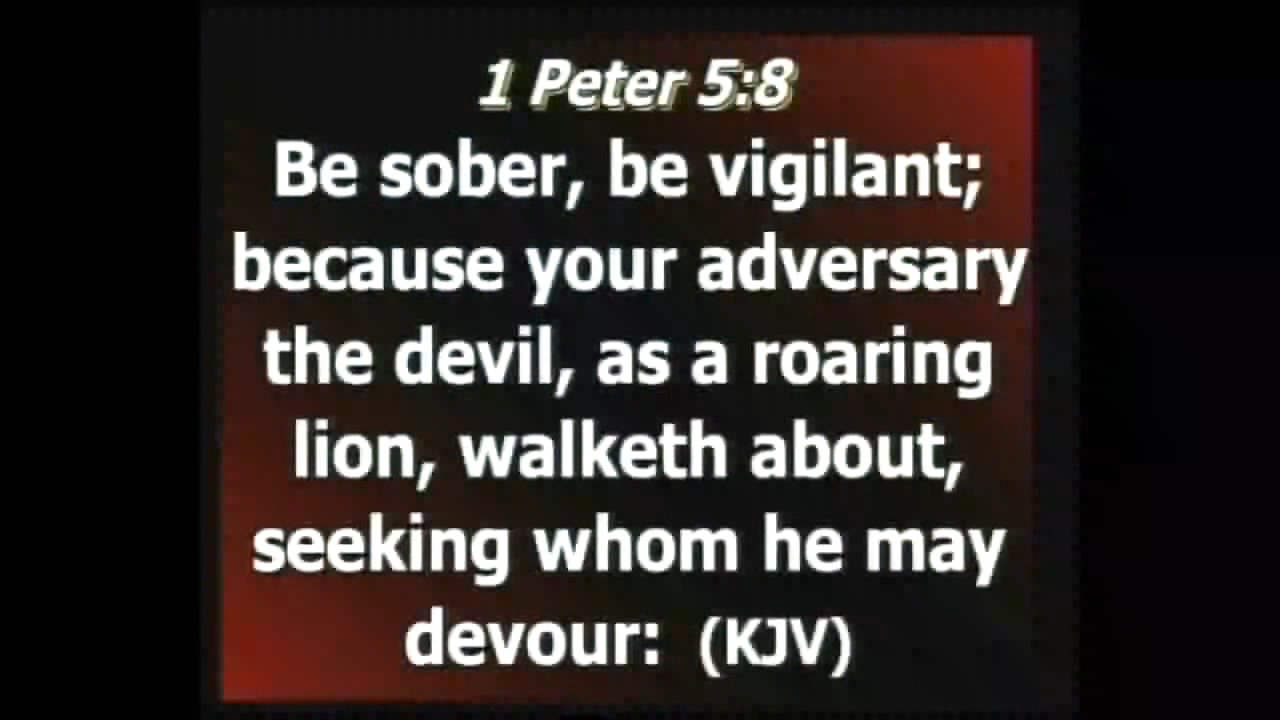 1 Peter 5:8
Be sober, be vigilant;
because your adversary
the devil, as a roaring
lion, walketh about,
seeking whom he may
devour: (KJV)